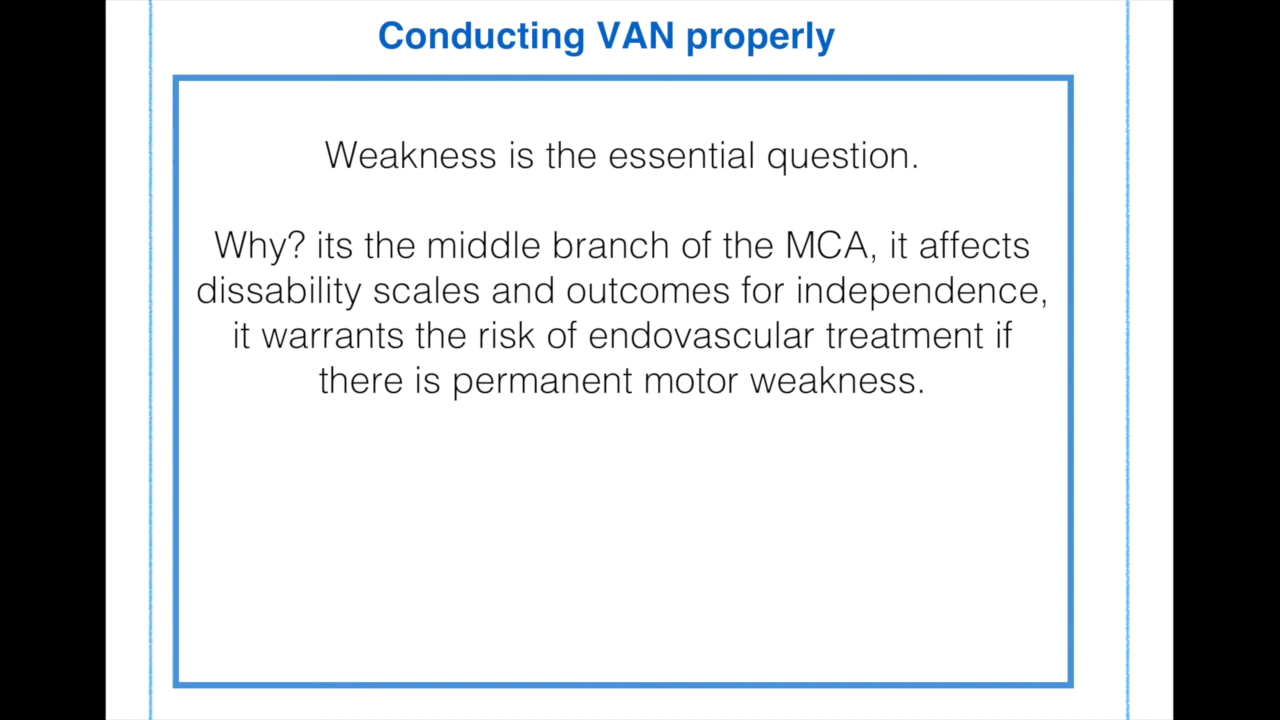 Conducting VAN properly
Weakness is the essential question.
Why? its the middle branch of the MCA, it affects
dissability scales and outcomes for independence,
it warrants the risk of endovascular treatment if
there is permanent motor weakness.